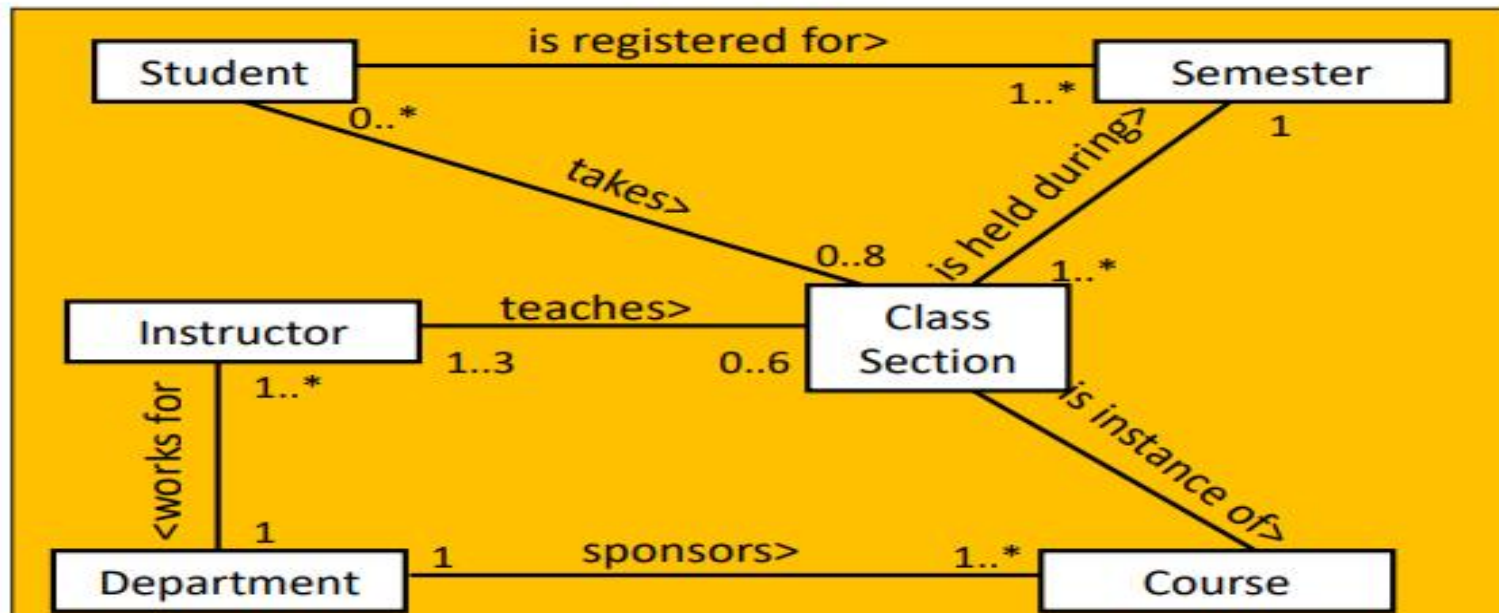 is registered for>
Student
Semester
0..*
1..*
1
takes>
is held during>
0..8
1..*
teaches>
Class
Section
Instructor
1..3
0..6
1..*
<works for
is instance of>
1
1
sponsors>
1..*
Department
Course